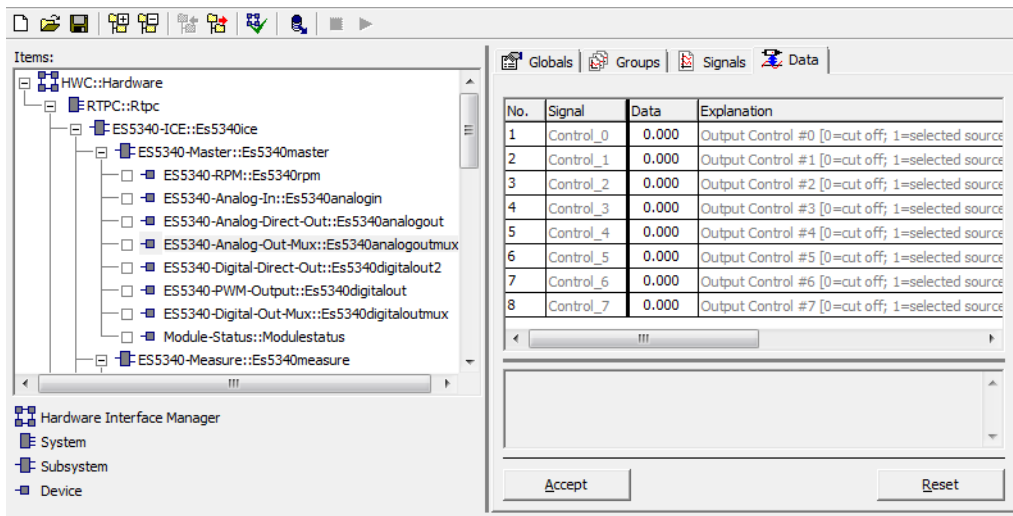 Items:
HWC::Hardware
RTPC::Rtpc
ES5340-ICE::Es5340ice
ES5340-Master::Es5340master
ES5340-RPM::Es5340rpm
ES5340-Analog-In::Es5340analogin
ES5340-Analog-Direct-Out::Es5340analogout
ES5340-Analog-Out-Mux::Es5340analogoutmux
ES5340-Digital-Direct-Out::Es5340digitalout2
ES5340-PWM-Output::Es5340digitalout
ES5340-Digital-Out-Mux::Es5340digitaloutmux
Module-Status::Modulestatus
ES5340-Measure::Es5340measure
Hardware Interface Manager
System
Subsystem
Device
Globals Groups Signals Data
No. Signal Data Explanation
1 Control_0 0.000 Output Control #0 [0=cut off; 1=selected source
2 Control_1 0.000 Output Control #1 [0=cut off; 1=selected source
3 Control_2 0.000 Output Control #2 [0=cut off; 1=selected source
4 Control_3 0.000 Output Control #3 [0=cut off; 1=selected source
5 Control_4 0.000 Output Control #4 [0=cut off; 1=selected source
6 Control_5 0.000 Output Control #5 [0=cut off; 1=selected source
7 Control_6 0.000 Output Control #6 [0=cut off; 1=selected source
8 Control_7 0.000 Output Control #7 [0=cut off; 1=selected source
Accept Reset